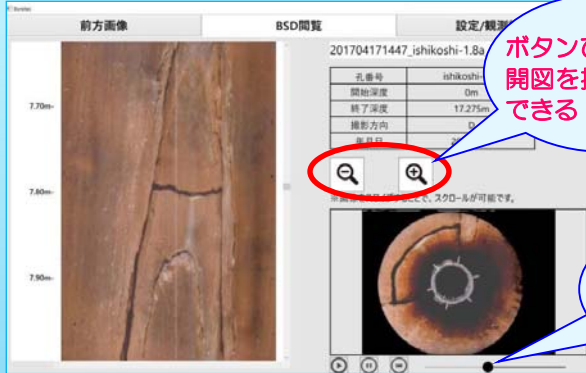 前方画像
BSD閲覧
設定/観測
201704171447_ishikoshi-1.8a
孔番号 ishikoshi-
開始深度 0m
終了深度 17.275m
撮影方向 D
年月日
7.70m-
7.80m-
7.90m-
スクロールが可能です。
ボタンで
開図を
できる